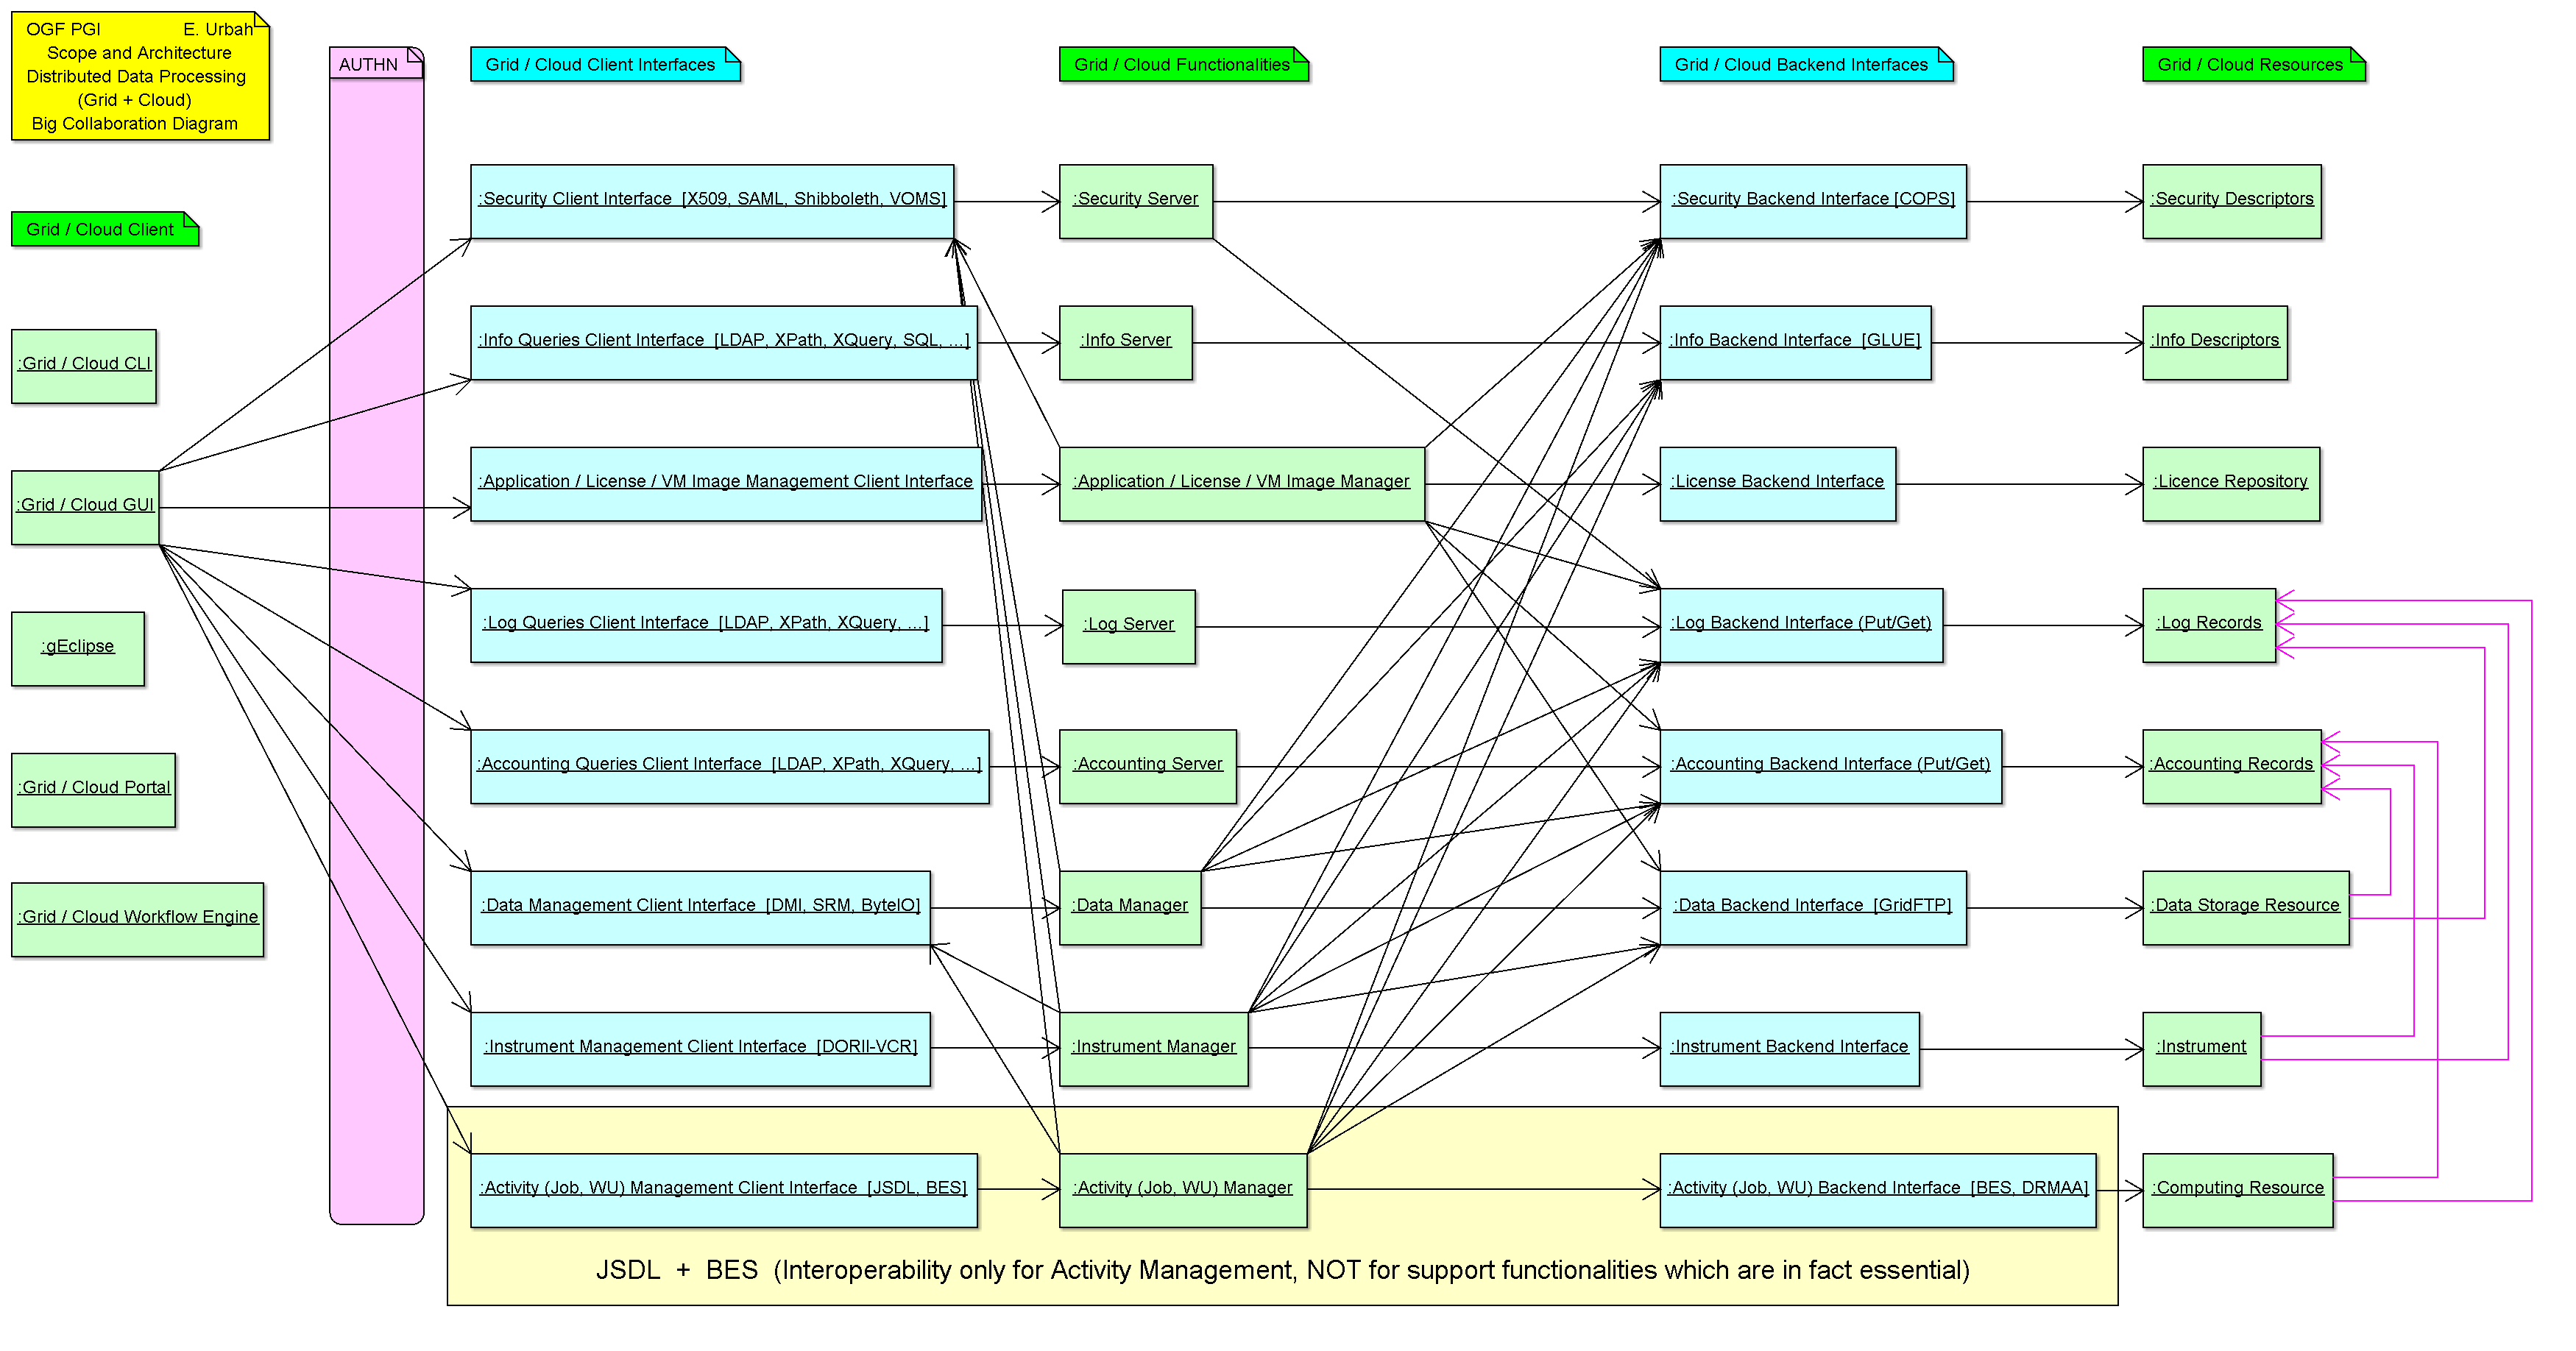 OGF PGI E. Urbah
Scope and Architecture
Distributed Data Processing
(Grid + Cloud)
Big Collaboration Diagram
AUTHN
Grid / Cloud Client Interfaces
Grid / Cloud Functionalities
Grid / Cloud Backend Interfaces
Grid / Cloud Resources
Grid / Cloud Client
:Security Client Interface [X509, SAML, Shibboleth, VOMS]
:Security Server
:Security Backend Interface [COPS]
:Security Descriptors
:Grid / Cloud CLI
:Info Queries Client Interface [LDAP, XPath, XQuery, SQL, ...]
:Info Server
:Info Backend Interface [GLUE]
:Info Descriptors
:Grid / Cloud GUI
:Application / License / VM Image Management Client Interface
:Application / License / VM Image Manager
:License Backend Interface
:Licence Repository
:gEclipse
:Log Queries Client Interface [LDAP, XPath, XQuery, ...]
:Log Server
:Log Backend Interface (Put/Get)
:Log Records
:Grid / Cloud Portal
:Accounting Queries Client Interface [LDAP, XPath, XQuery, ...]
:Accounting Server
:Accounting Backend Interface (Put/Get)
:Accounting Records
:Grid / Cloud Workflow Engine
:Data Management Client Interface [DMI, SRM, ByteIO]
:Data Manager
:Data Backend Interface [GridFTP]
:Data Storage Resource
:Instrument Management Client Interface [DORII-VCR]
:Instrument Manager
:Instrument Backend Interface
:Instrument
:Activity (Job, WU) Management Client Interface [JSDL, BES]
:Activity (Job, WU) Manager
:Activity (Job, WU) Backend Interface [BES, DRMAA]
:Computing Resource
JSDL + BES (Interoperability only for Activity Management, NOT for support functionalities which are in fact essential)